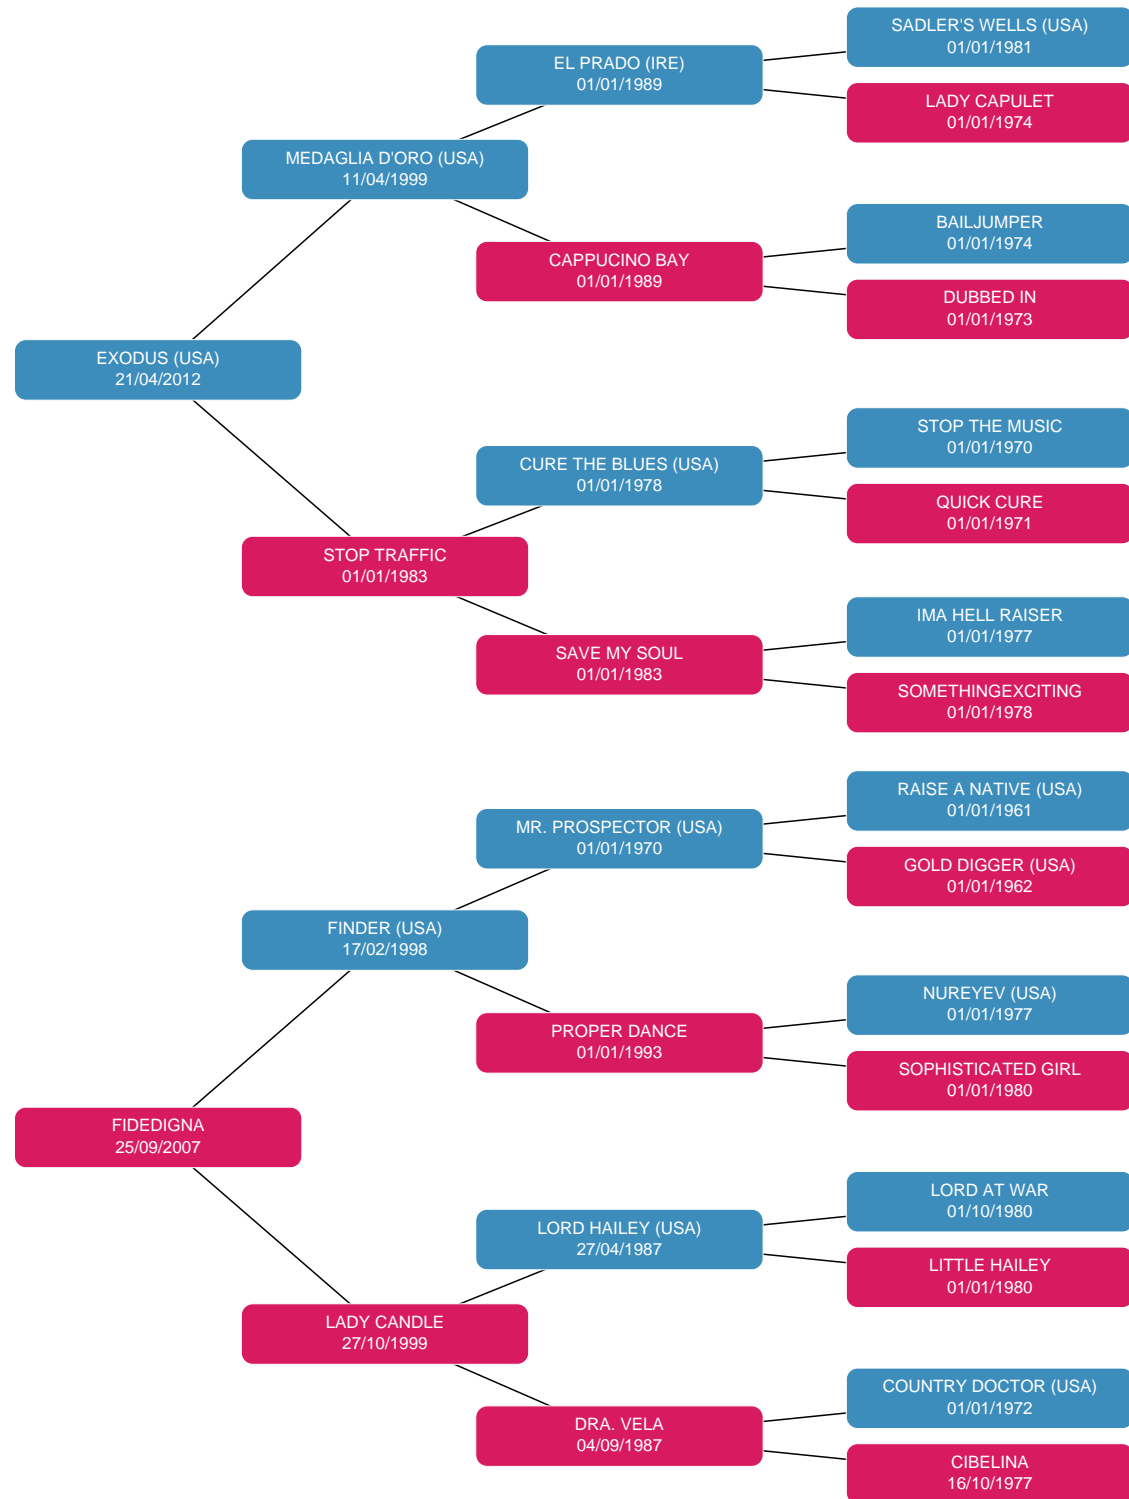 SADLER'S WELLS (USA)
01/01/1981
EL PRADO (IRE)
01/01/1989
LADY CAPULET
01/01/1974
MEDAGLIA D'ORO (USA)
11/04/1999
BAILJUMPER
01/01/1974
CAPPUCINO BAY
01/01/1989
DUBBED IN
01/01/1973
EXODUS (USA)
21/04/2012
STOP THE MUSIC
01/01/1970
CURE THE BLUES (USA)
01/01/1978
QUICK CURE
01/01/1971
STOP TRAFFIC
01/01/1983
IMA HELL RAISER
01/01/1977
SAVE MY SOUL
01/01/1983
SOMETHINGEXCITING
01/01/1978
RAISE A NATIVE (USA)
01/01/1961
MR. PROSPECTOR (USA)
01/01/1970
GOLD DIGGER (USA)
01/01/1962
FINDER (USA)
17/02/1998
NUREYEV (USA)
01/01/1977
PROPER DANCE
01/01/1993
SOPHISTICATED GIRL
01/01/1980
FIDEDIGNA
25/09/2007
LORD AT WAR
01/10/1980
LORD HAILEY (USA)
27/04/1987
LITTLE HAILEY
01/01/1980
LADY CANDLE
27/10/1999
COUNTRY DOCTOR (USA)
01/01/1972
DRA. VELA
04/09/1987
CIBELINA
16/10/1977